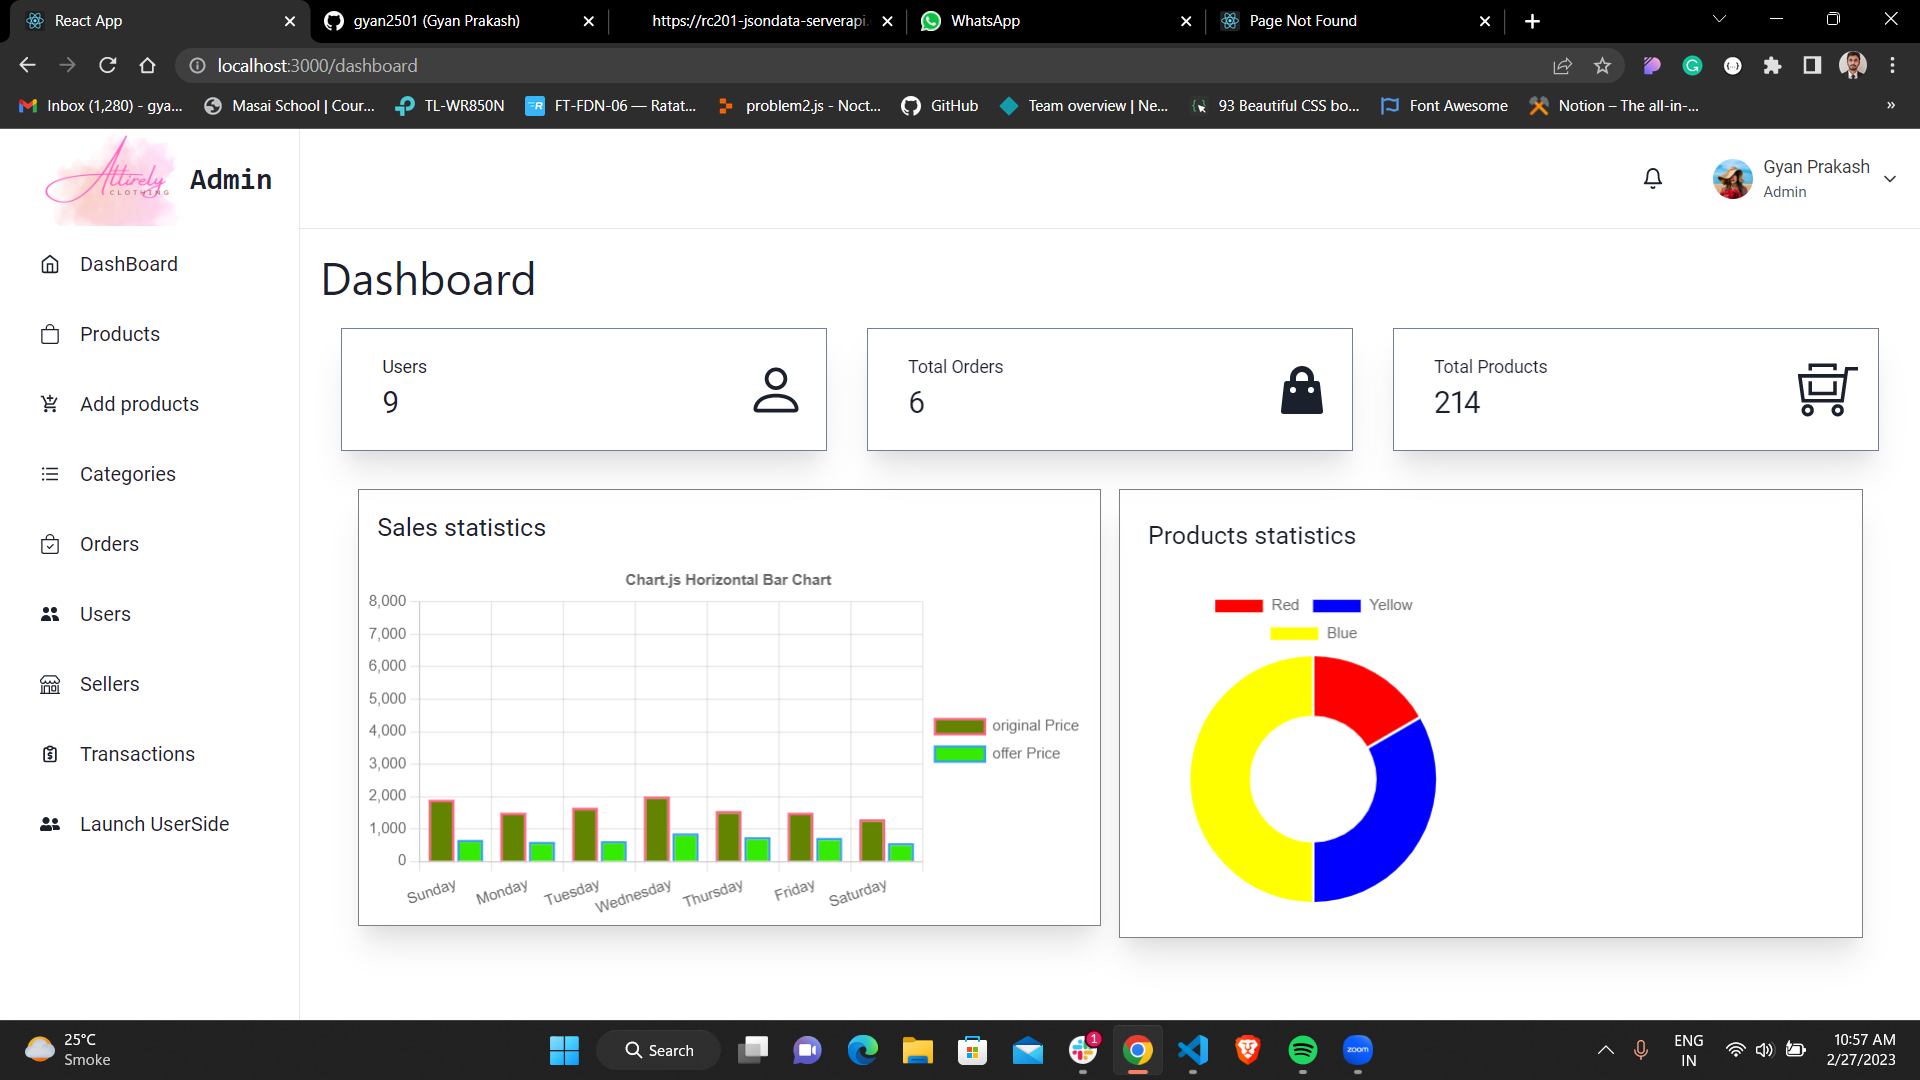 React App
gyan2501 (Gyan Prakash)
https://rc201-jsondata-serverapi.
WhatsApp
Page Not Found
localhost:3000/dashboard
Inbox (1,280) - gya...
Masai School | Cour...
TL-WR850N
FT-FDN-06 — Ratat...
problem2.js - Noct...
GitHub
Team overview | Ne...
93 Beautiful CSS bo...
Font Awesome
Notion – The all-in-...
»
Attirely
CLOTHING
Admin
Gyan Prakash
Admin
DashBoard
Products
Add products
Categories
Orders
Users
Sellers
Transactions
Launch UserSide
Dashboard
Users
9
Total Orders
6
Total Products
214
Sales statistics
Chart.js Horizontal Bar Chart
8,000
7,000
6,000
5,000
4,000
3,000
2,000
1,000
0
Sunday
Monday
Tuesday
Wednesday
Thursday
Friday
Saturday
original Price
offer Price
Products statistics
Red
Yellow
Blue
25°C
Smoke
Search
1
zoom
ENG
IN
10:57 AM
2/27/2023